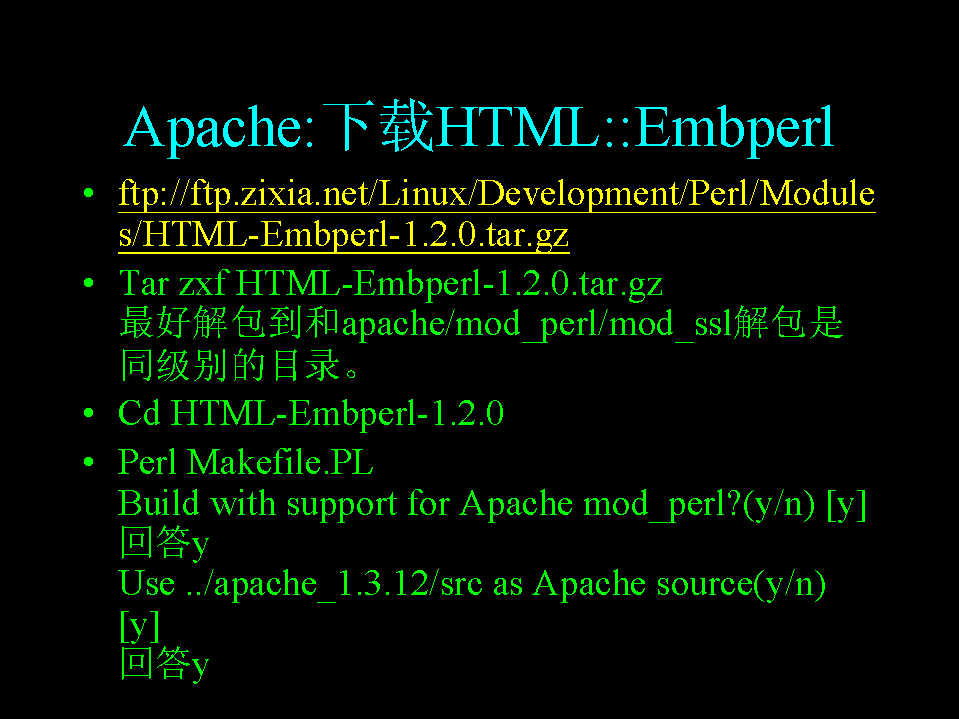 Apache:下载HTML::Embperl
• ftp://ftp.zixia.net/Linux/Development/Perl/Module
s/HTML-Embperl-1.2.0.tar.gz
• Tar zxf HTML-Embperl-1.2.0.tar.gz
最好解包到和apache/mod_perl/mod_ssl解包是
同级别的目录。
• Cd HTML-Embperl-1.2.0
• Perl Makefile.PL
Build with support for Apache mod_perl?(y/n) [y]
回答y
Use ../apache_1.3.12/src as Apache source(y/n)
[y]
回答y